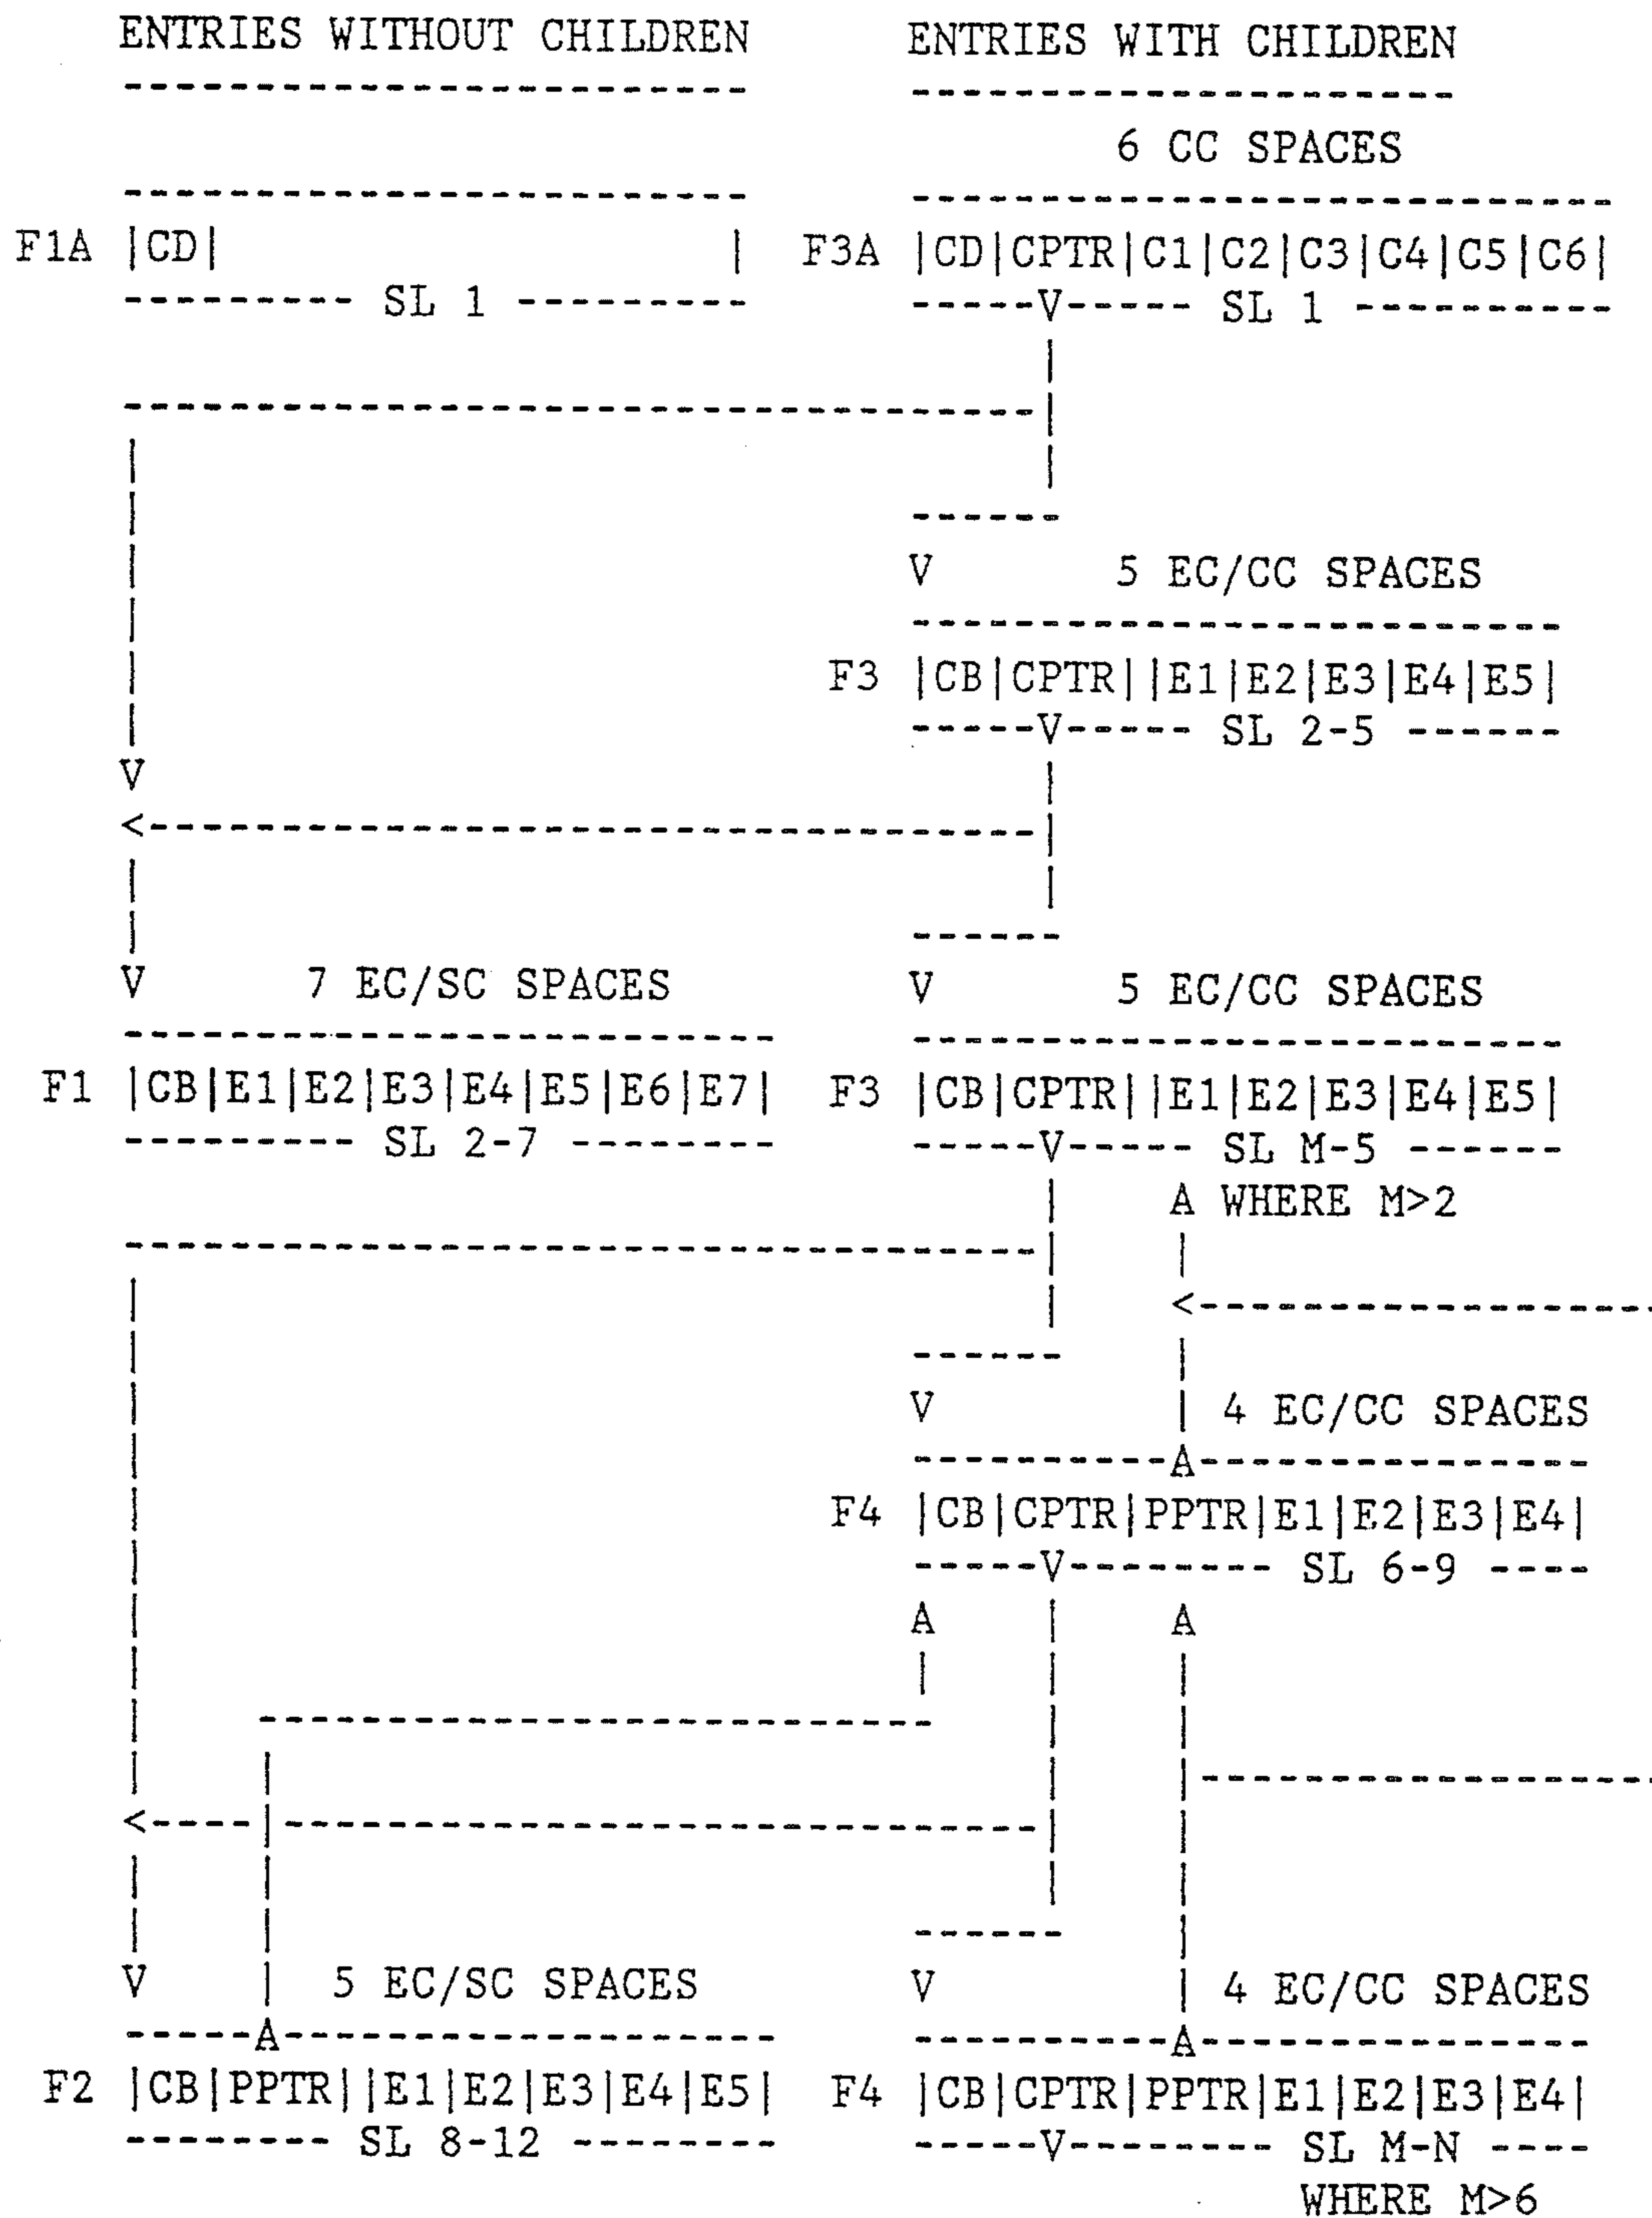 ENTRIES WITHOUT CHILDREN ENTRIES WITH CHILDREN
6 CC SPACES
F1A |CD| | F3A |CD|CPTR|C1|C2|C3|C4|C5|C6|
--------- SL 1 --------- -----V----- SL 1 ----------
V 5 EC/CC SPACES
F3 |CB|CPTR||E1|E2|E3|E4|E5|
-----V----- SL 2-5 ------
V
V 7 EC/SC SPACES V 5 EC/CC SPACES
F1 |CB|E1|E2|E3|E4|E5|E6|E7| F3 |CB|CPTR||E1|E2|E3|E4|E5|
--------- SL 2-7 -------- -----V----- SL M-5 ------
A WHERE M>2
V | 4 EC/CC SPACES
----------A---------------
F4 |CB|CPTR|PPTR|E1|E2|E3|E4|
-----V-------- SL 6-9 ----
A | A
V | 5 EC/SC SPACES V | 4 EC/CC SPACES
-----A------------------- ----------A---------------
F2 |CB|PPTR||E1|E2|E3|E4|E5| F4 |CB|CPTR|PPTR|E1|E2|E3|E4|
-------- SL 8-12 -------- -----V-------- SL M-N ----
WHERE M>6